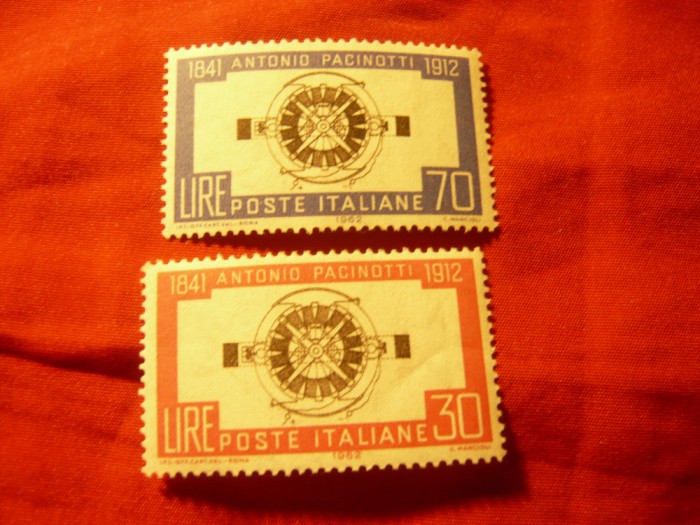 1841 ANTONIO PACINOTTI 1912
LIRE POSTE ITALIANE 70
1962
1841 ANTONIO PACINOTTI 1912
LIRE POSTE ITALIANE 30
1962